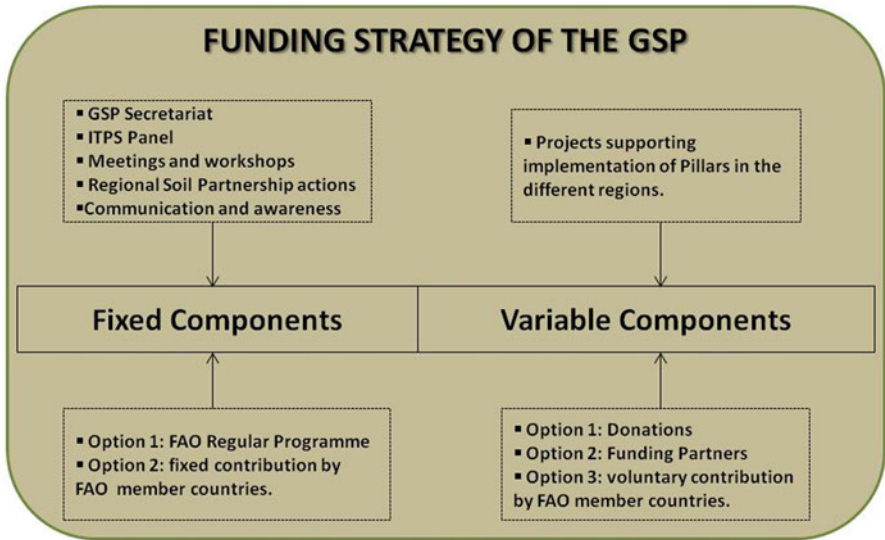 FUNDING STRATEGY OF THE GSP
▪ GSP Secretariat
▪ ITPS Panel
▪ Meetings and workshops
▪ Regional Soil Partnership actions
▪Communication and awareness
▪ Projects supporting
implementation of Pillars in the
different regions.
Fixed Components
Variable Components
▪ Option 1: FAO Regular Programme
▪ Option 2: fixed contribution by
FAO member countries.
▪ Option 1: Donations
▪ Option 2: Funding Partners
▪ Option 3: voluntary contribution
by FAO member countries.